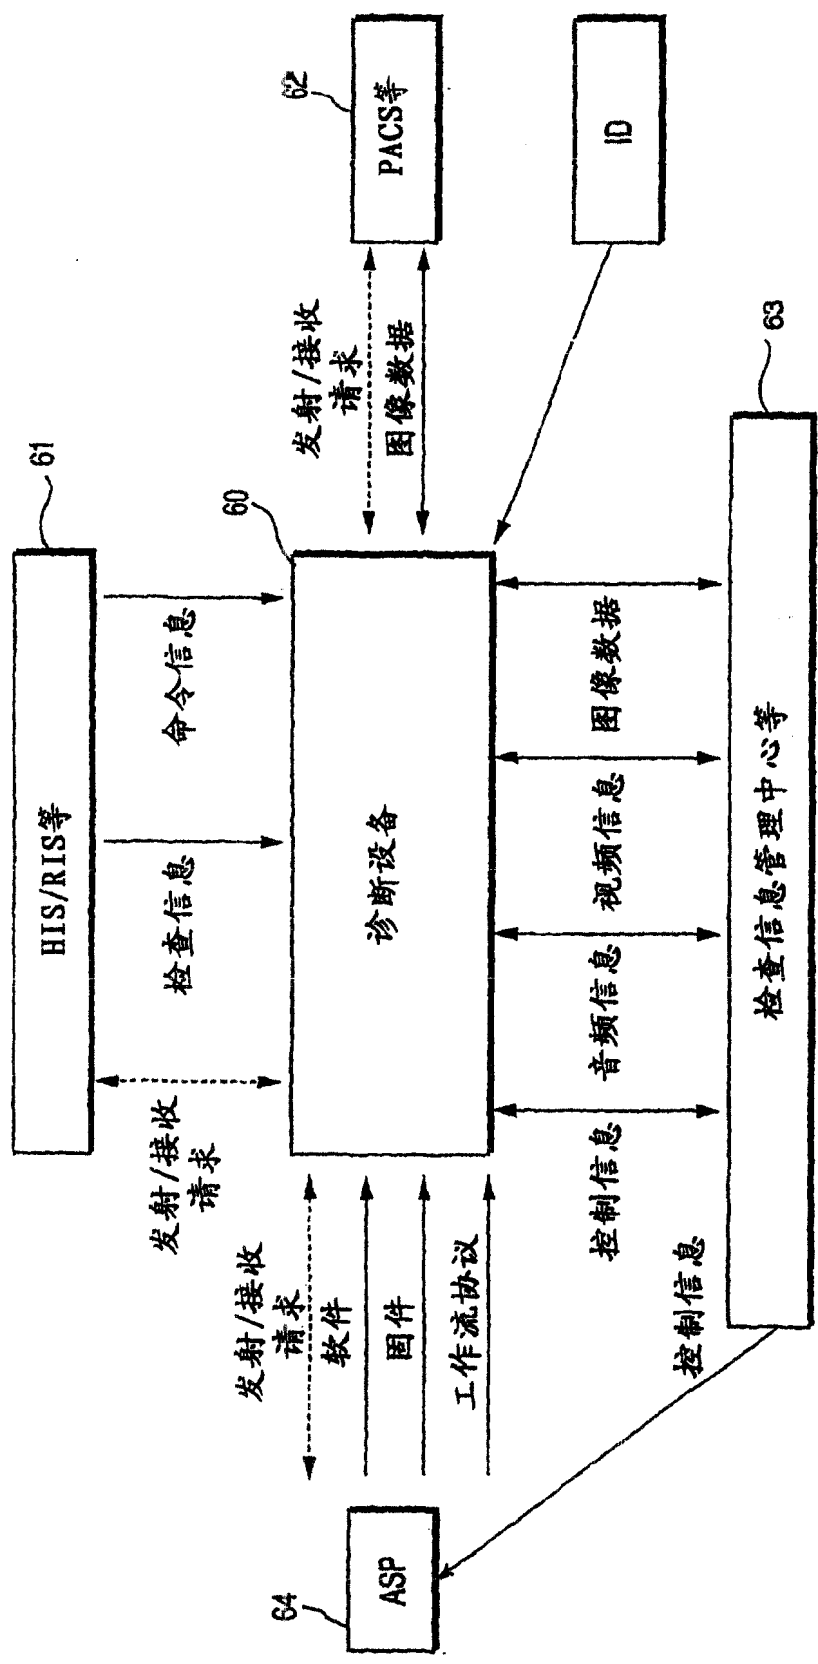 HIS/RIS等
61
发射/接收
请求
检查信息
命令信息
60
诊断设备
64
ASP
发射/接收
请求
软件
固件
工作流协议
62
PACS等
发射/接收
请求
图像数据
ID
控制信息
音频信息
视频信息
图像数据
控制信息
检查信息管理中心等
63